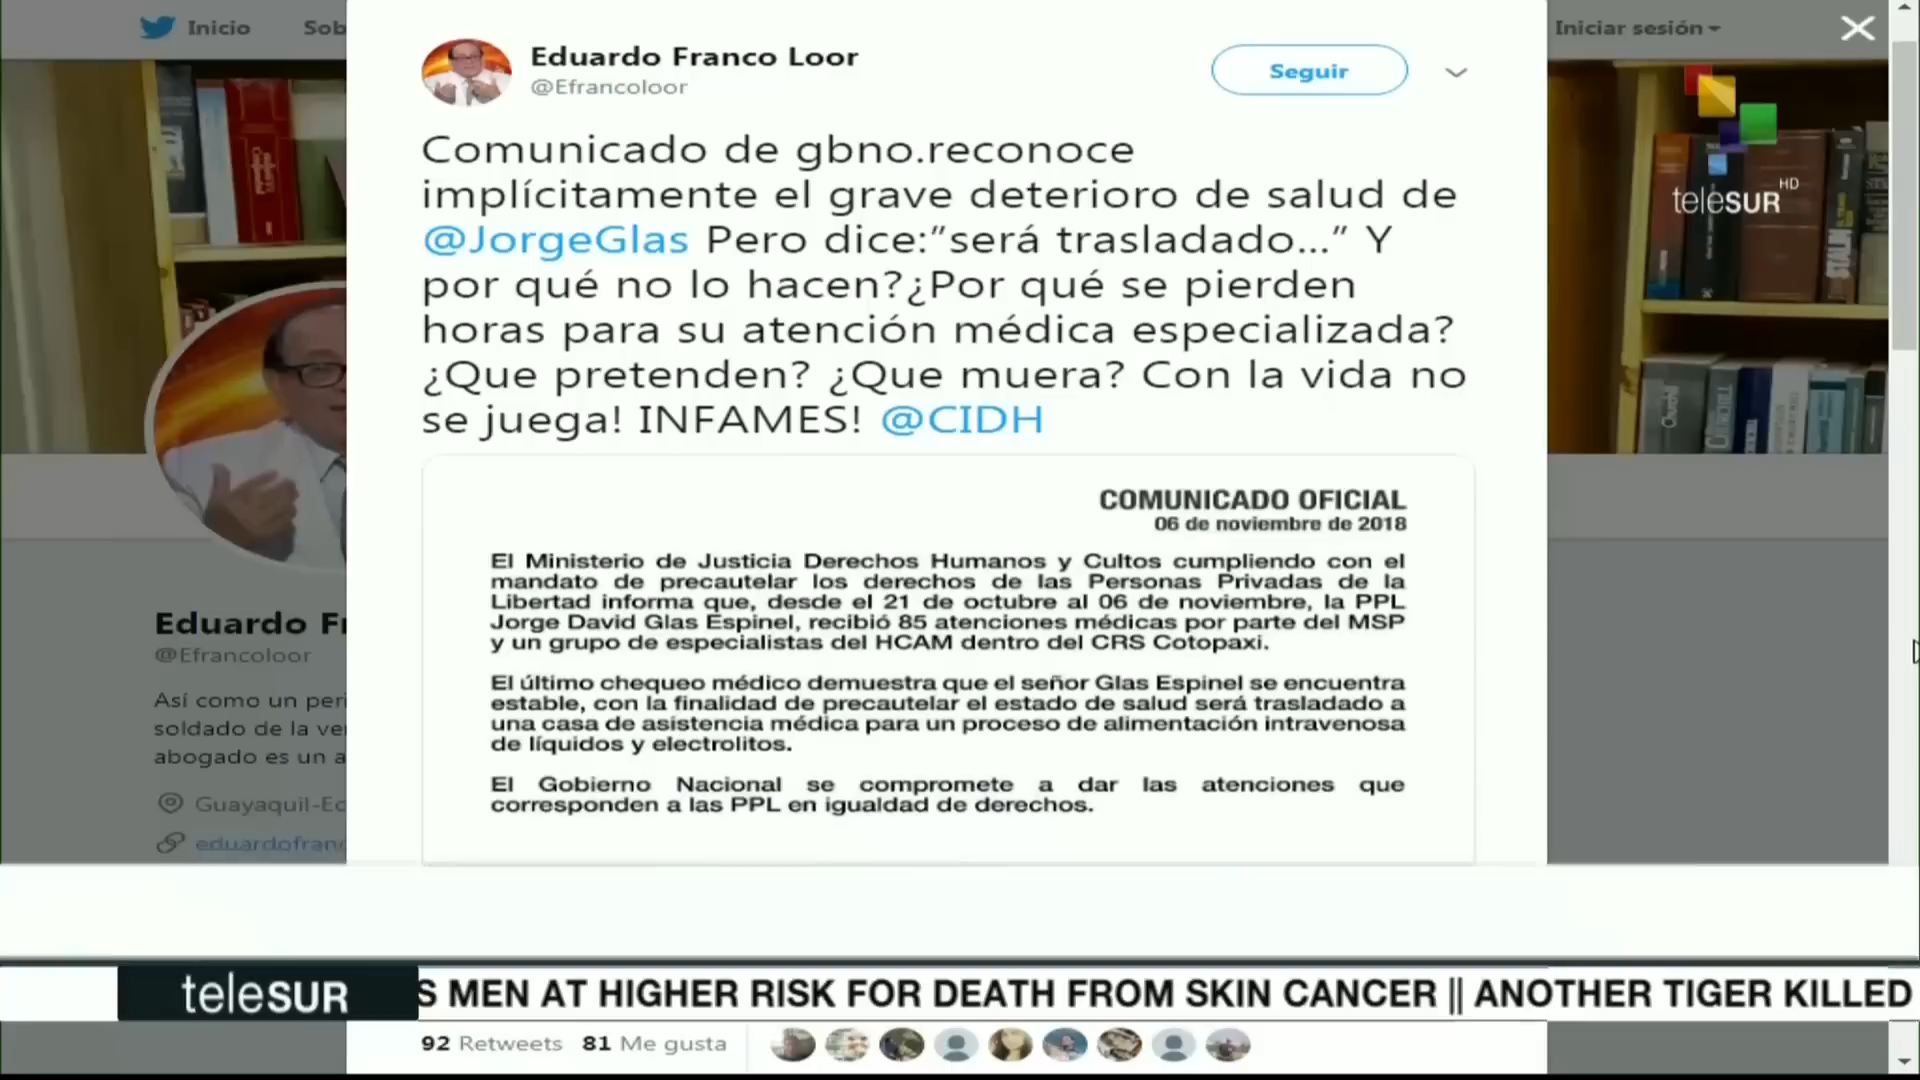 Inicio
Sob
Iniciar sesión
Eduardo Franco Loor
@Efrancoloor
Seguir
Comunicado de gbno.reconoce
implícitamente el grave deterioro de salud de
@JorgeGlas Pero dice:"será trasladado..." Y
por qué no lo hacen?¿Por qué se pierden
horas para su atención médica especializada?
¿Que pretenden? ¿Que muera? Con la vida no
se juega! INFAMES! @CIDH
teleSUR HD
COMUNICADO OFICIAL
06 de noviembre de 2018
El Ministerio de Justicia Derechos Humanos y Cultos cumpliendo con el
mandato de precautelar los derechos de las Personas Privadas de la
Libertad informa que, desde el 21 de octubre al 06 de noviembre, la PPL
Jorge David Glas Espinel, recibió 85 atenciones médicas por parte del MSP
y un grupo de especialistas del HCAM dentro del CRS Cotopaxi.
El último chequeo médico demuestra que el señor Glas Espinel se encuentra
estable, con la finalidad de precautelar el estado de salud será trasladado a
una casa de asistencia médica para un proceso de alimentación intravenosa
de líquidos y electrolitos.
El Gobierno Nacional se compromete a dar las atenciones que
corresponden a las PPL en igualdad de derechos.
Eduardo Fr
@Efrancoloor
Así como un peri
soldado de la ve
abogado es un a
Guayaquil-Ec
eduardofran
teleSUR
S MEN AT HIGHER RISK FOR DEATH FROM SKIN CANCER || ANOTHER TIGER KILLED
92 Retweets 81 Me gusta